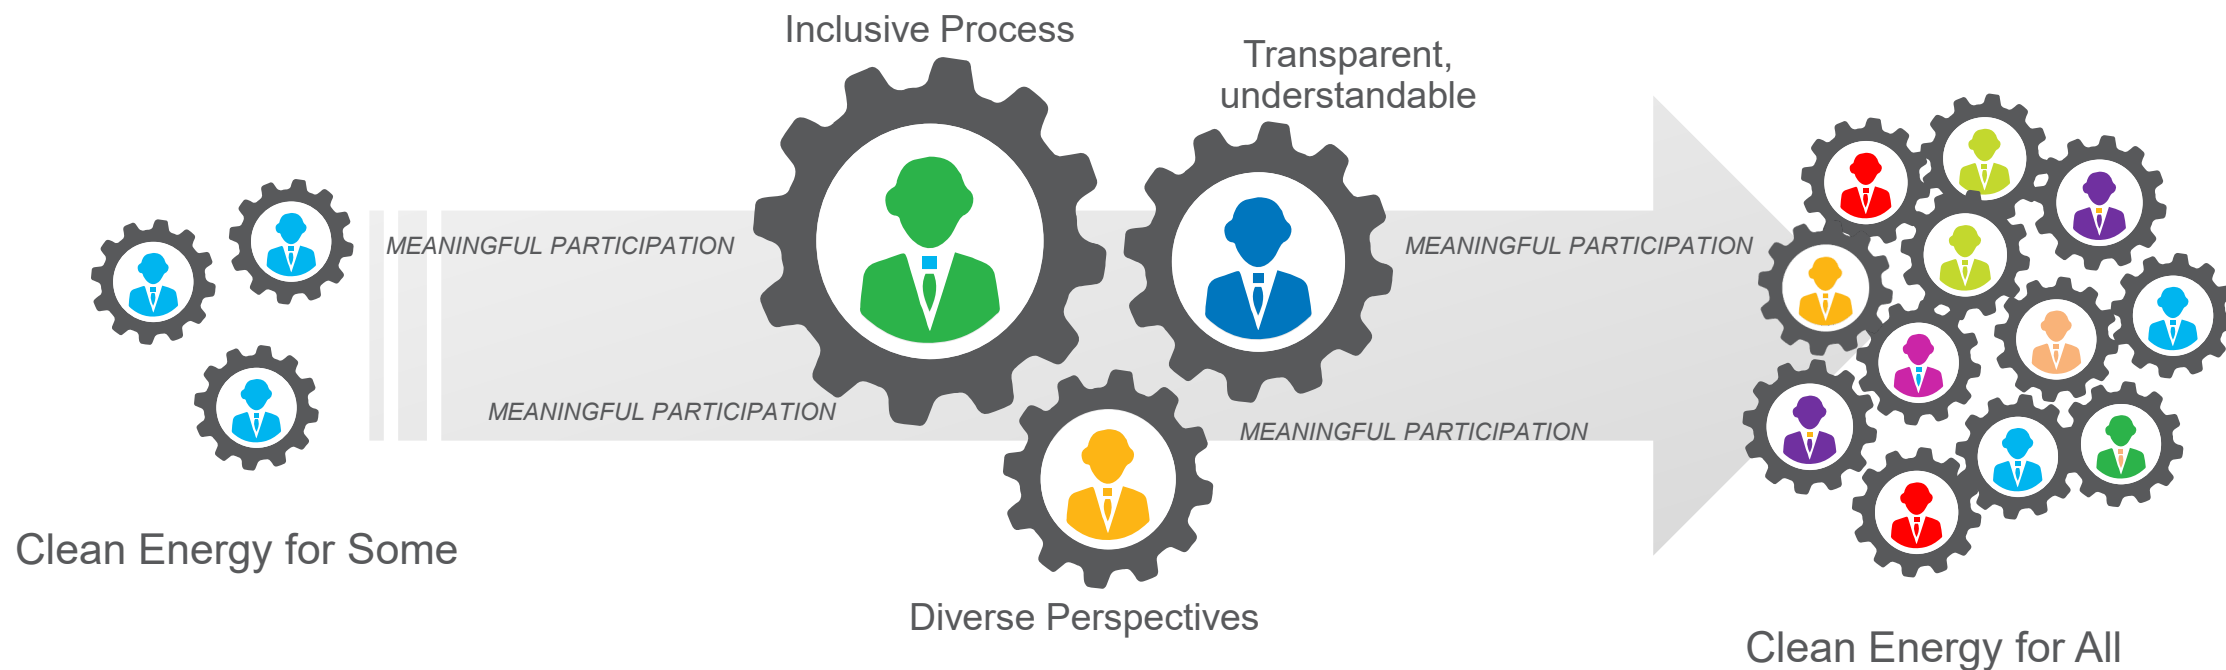 Inclusive Process
Transparent,
understandable
MEANINGFUL PARTICIPATION
MEANINGFUL PARTICIPATION
MEANINGFUL PARTICIPATION
MEANINGFUL PARTICIPATION
Clean Energy for Some
Diverse Perspectives
Clean Energy for All